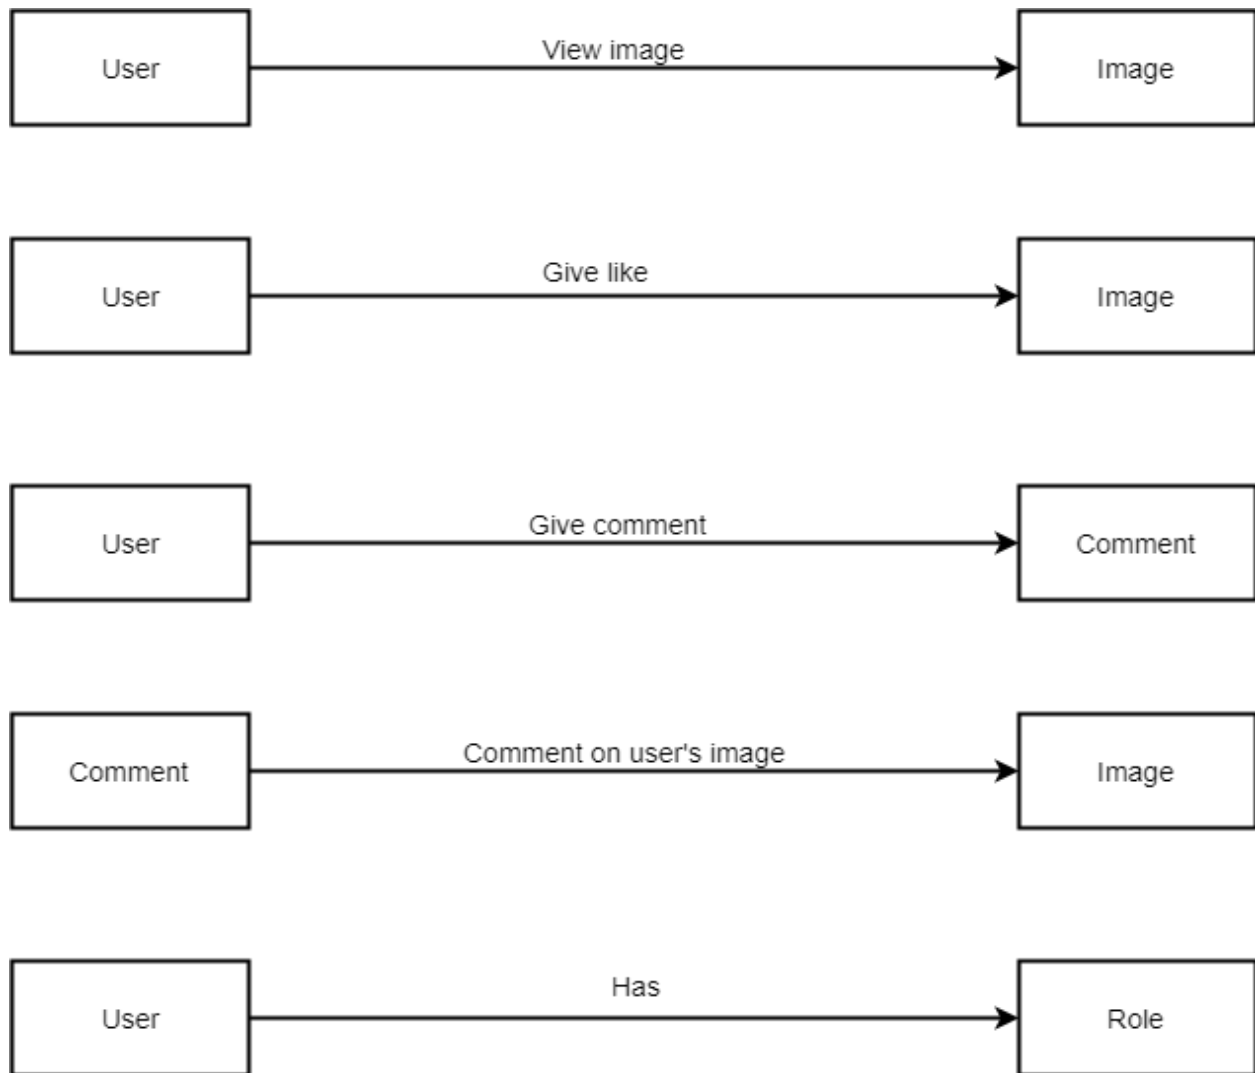 User
View image
Image
User
Give like
Image
User
Give comment
Comment
Comment
Comment on user's image
Image
User
Has
Role